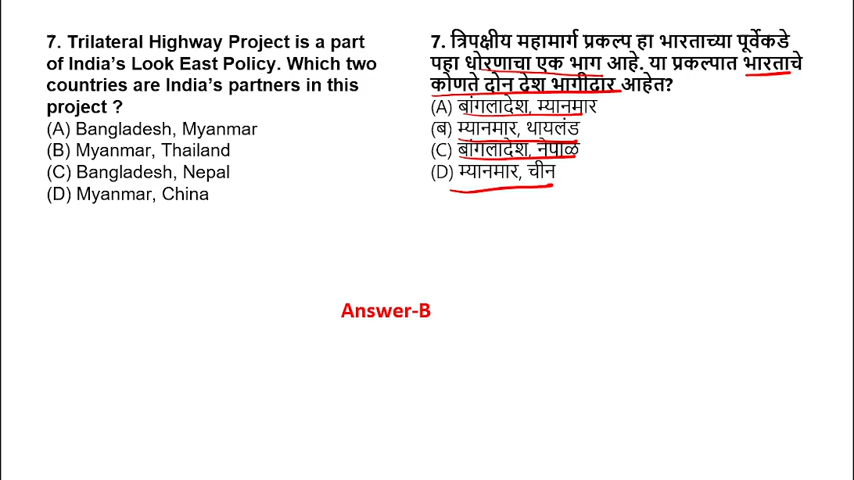 7. Trilateral Highway Project is a part
of India's Look East Policy. Which two
countries are India's partners in this
project ?
(A) Bangladesh, Myanmar
(B) Myanmar, Thailand
(C) Bangladesh, Nepal
(D) Myanmar, China
7. त्रिपक्षीय महामार्ग प्रकल्प हा भारताच्या पूर्वेकडे
पहा धोरणाचा एक भाग आहे. या प्रकल्पात भारताचे
कोणते दोन देश भागीदार आहेत?
(A) बांगलादेश, म्यानमार
(ब) म्यानमार, थायलंड
(C) बांगलादेश, नेपाळ
(D) म्यानमार, चीन
Answer-B